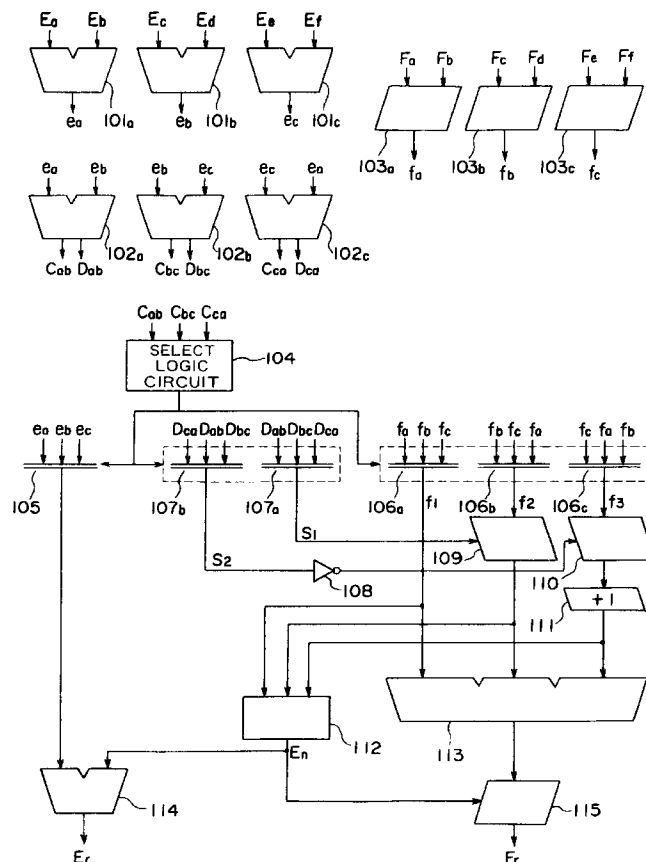 Ea Eb Ec Ed Ee Ef
Fa Fb Fc Fd Fe Ff
ea 101a eb 101b ec 101c
103a fa 103b fb 103c fc
ea eb eb ec ec ea
102a 102b 102c
Cab Dab Cbc Dbc Cca Dca
Cab Cbc Cca
SELECT
LOGIC
CIRCUIT
104
ea eb ec
Dca Dab Dbc Dab Dbc Dca
fa fb fc fb fc fa fc fa fb
105 107b 107a 106a 106b 106c
f1 f2 f3
S1
109 110
S2
108
+1
111
112
113
En
114
115
Er
Fr